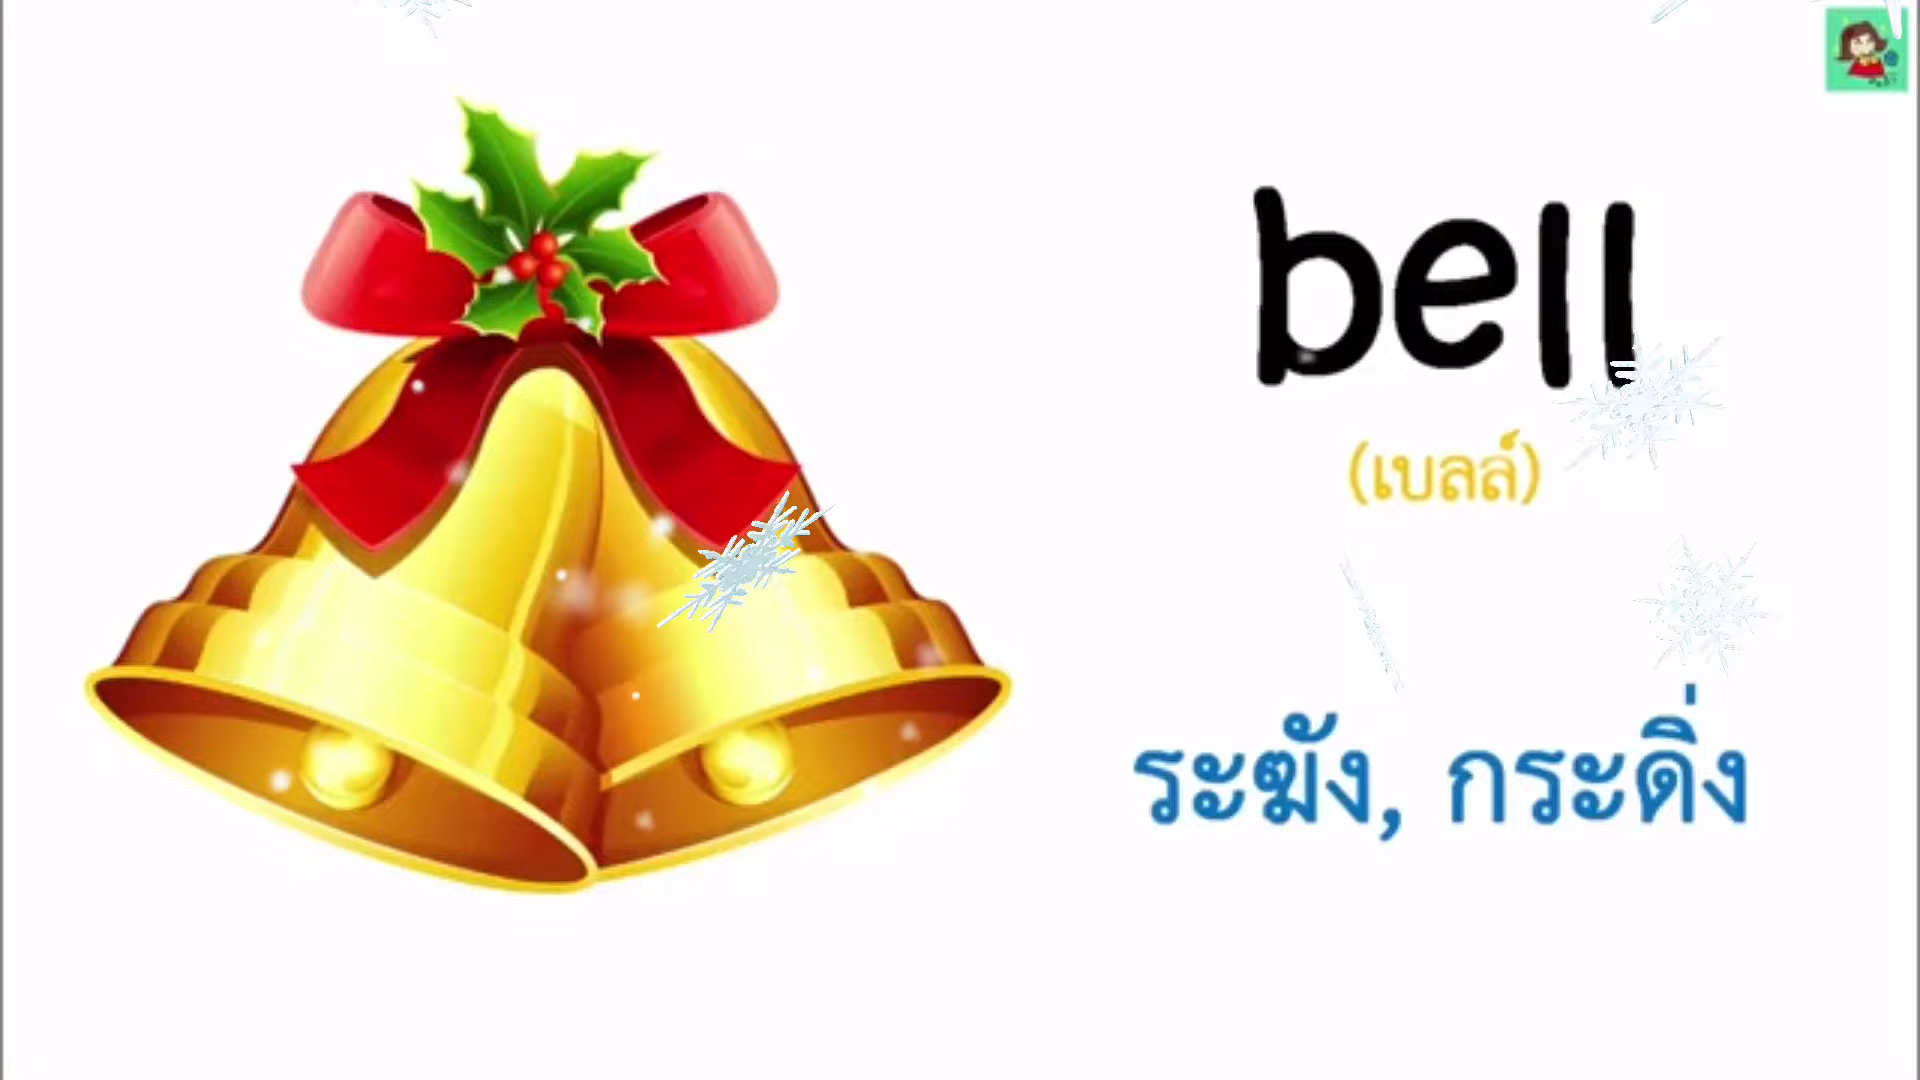 bell
(เบลล์)
ระฆัง, กระดิ่ง